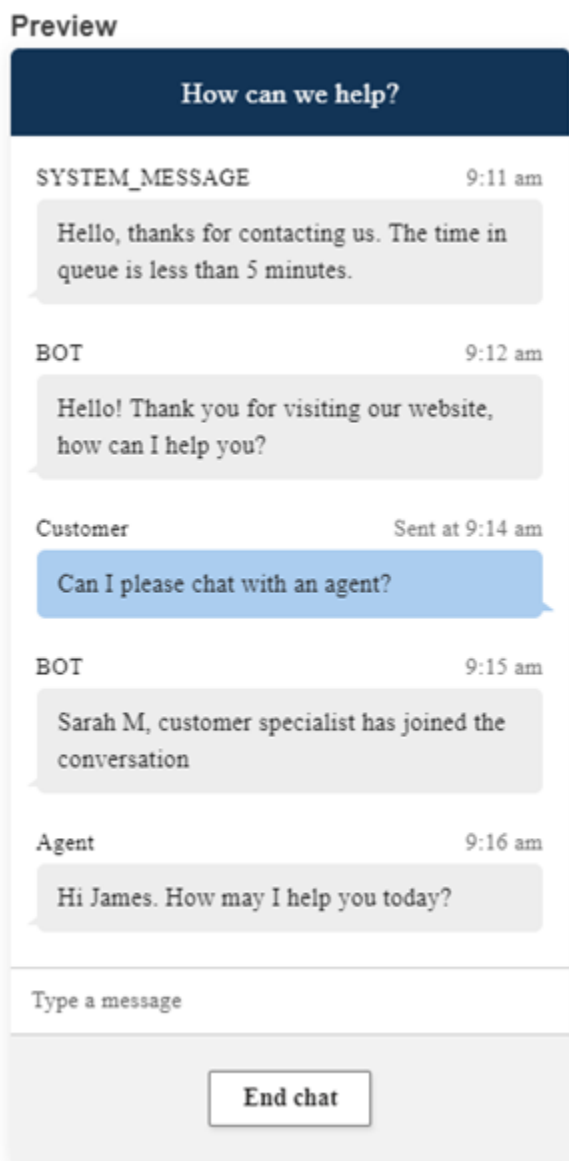 Preview
How can we help?
SYSTEM_MESSAGE 9:11 am
Hello, thanks for contacting us. The time in
queue is less than 5 minutes.
BOT 9:12 am
Hello! Thank you for visiting our website,
how can I help you?
Customer Sent at 9:14 am
Can I please chat with an agent?
BOT 9:15 am
Sarah M, customer specialist has joined the
conversation
Agent 9:16 am
Hi James. How may I help you today?
Type a message
End chat